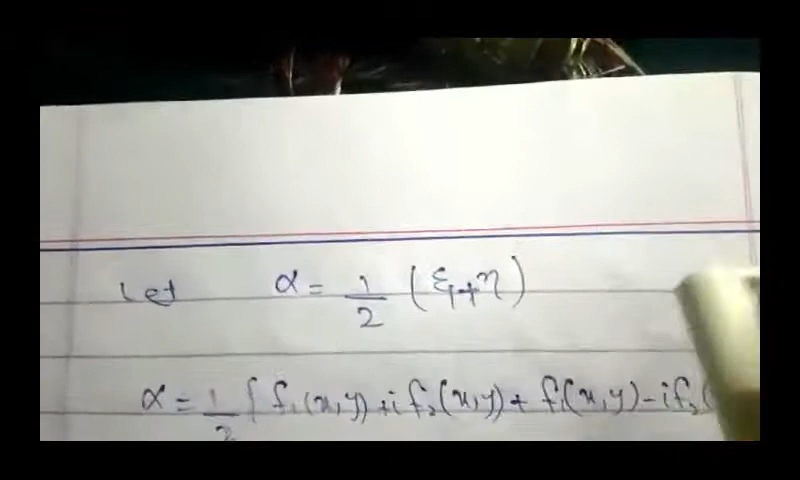 Let α = 1/2 (ξ + η)
α = 1/2 { f₁(x,y) + i f₂(x,y) + f₁(x,y) - i f₂(